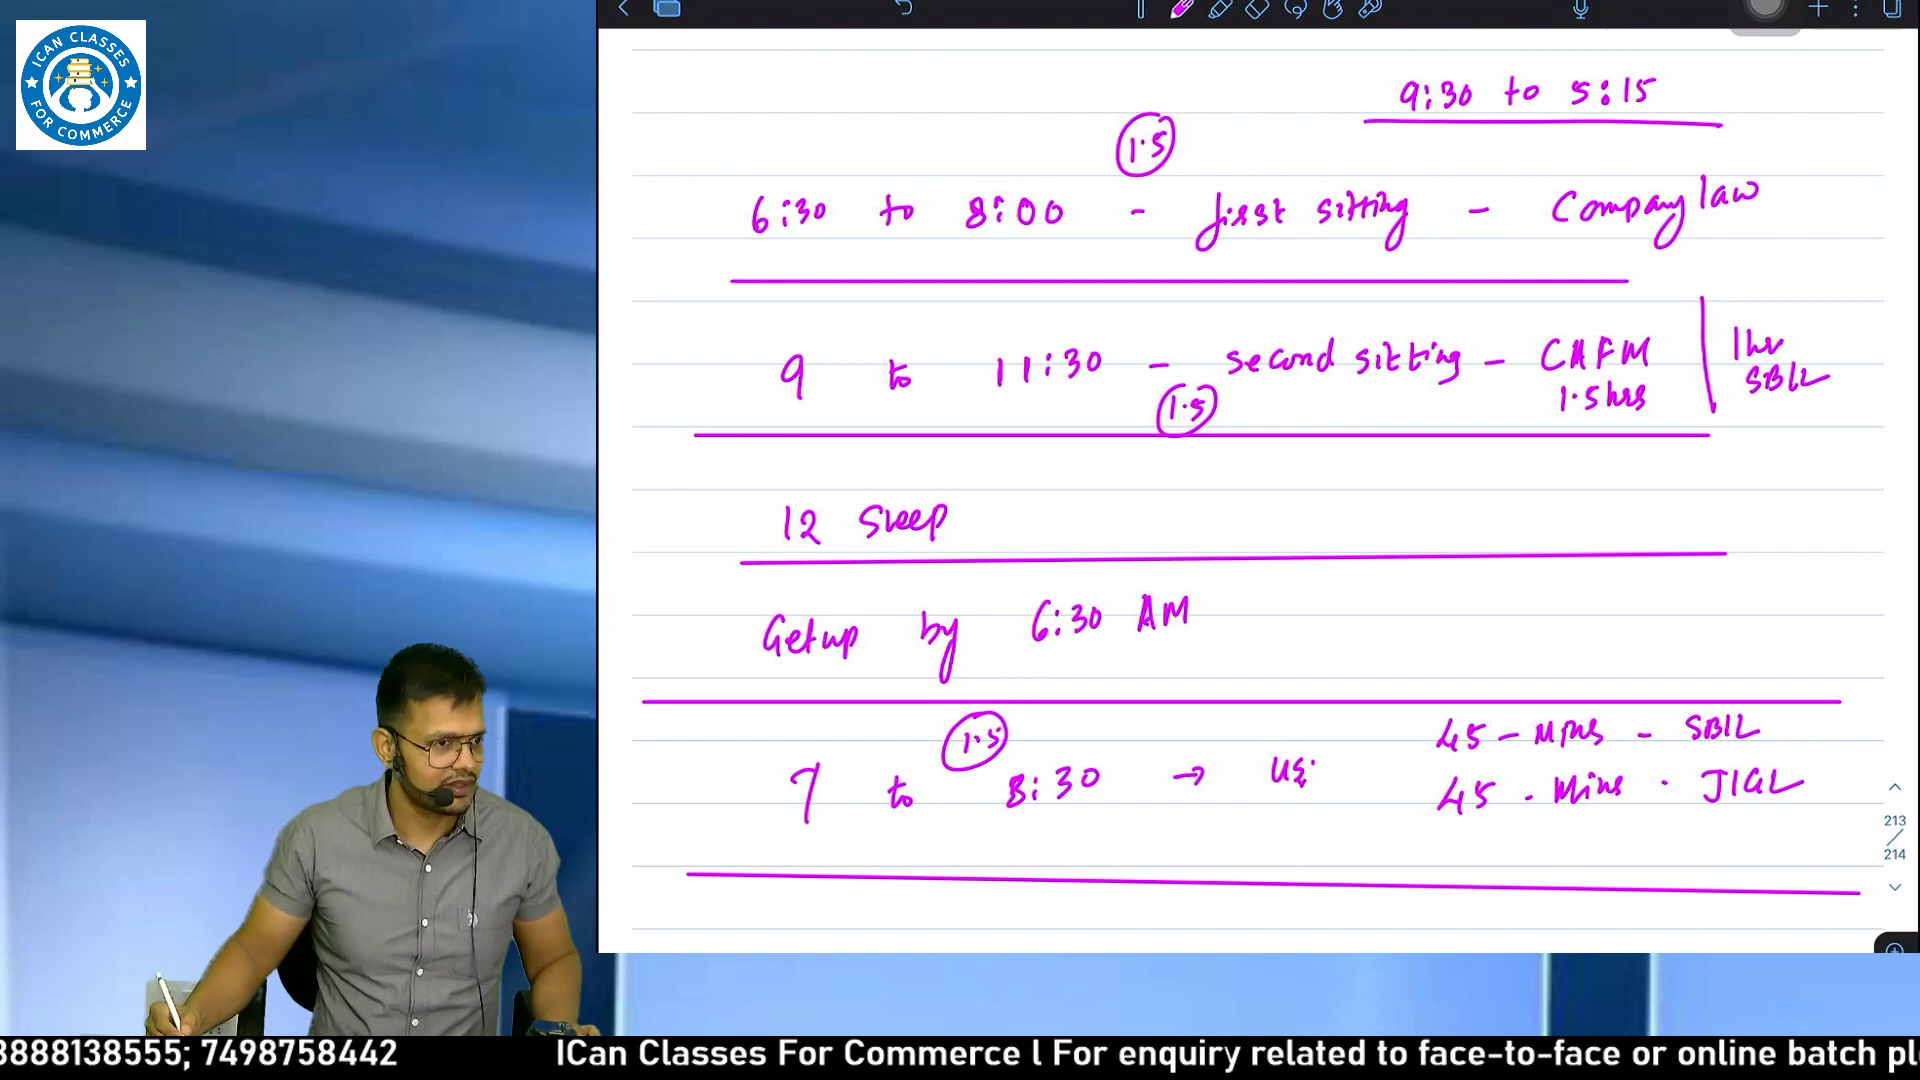 ICAN CLASSES
FOR COMMERCE
9:30 to 5:15
1.5
6:30 to 8:00 - first sitting - Company law
9 to 11:30 - second sitting - CAFM
1.5 hrs
1hr
SBIL
1.5
12 Sleep
Getup by 6:30 AM
1.5
7 to 8:30 →
45 - Mins - SBIL
45 - Mins - JIGL
213
214
8888138555; 7498758442 ICan Classes For Commerce l For enquiry related to face-to-face or online batch pl